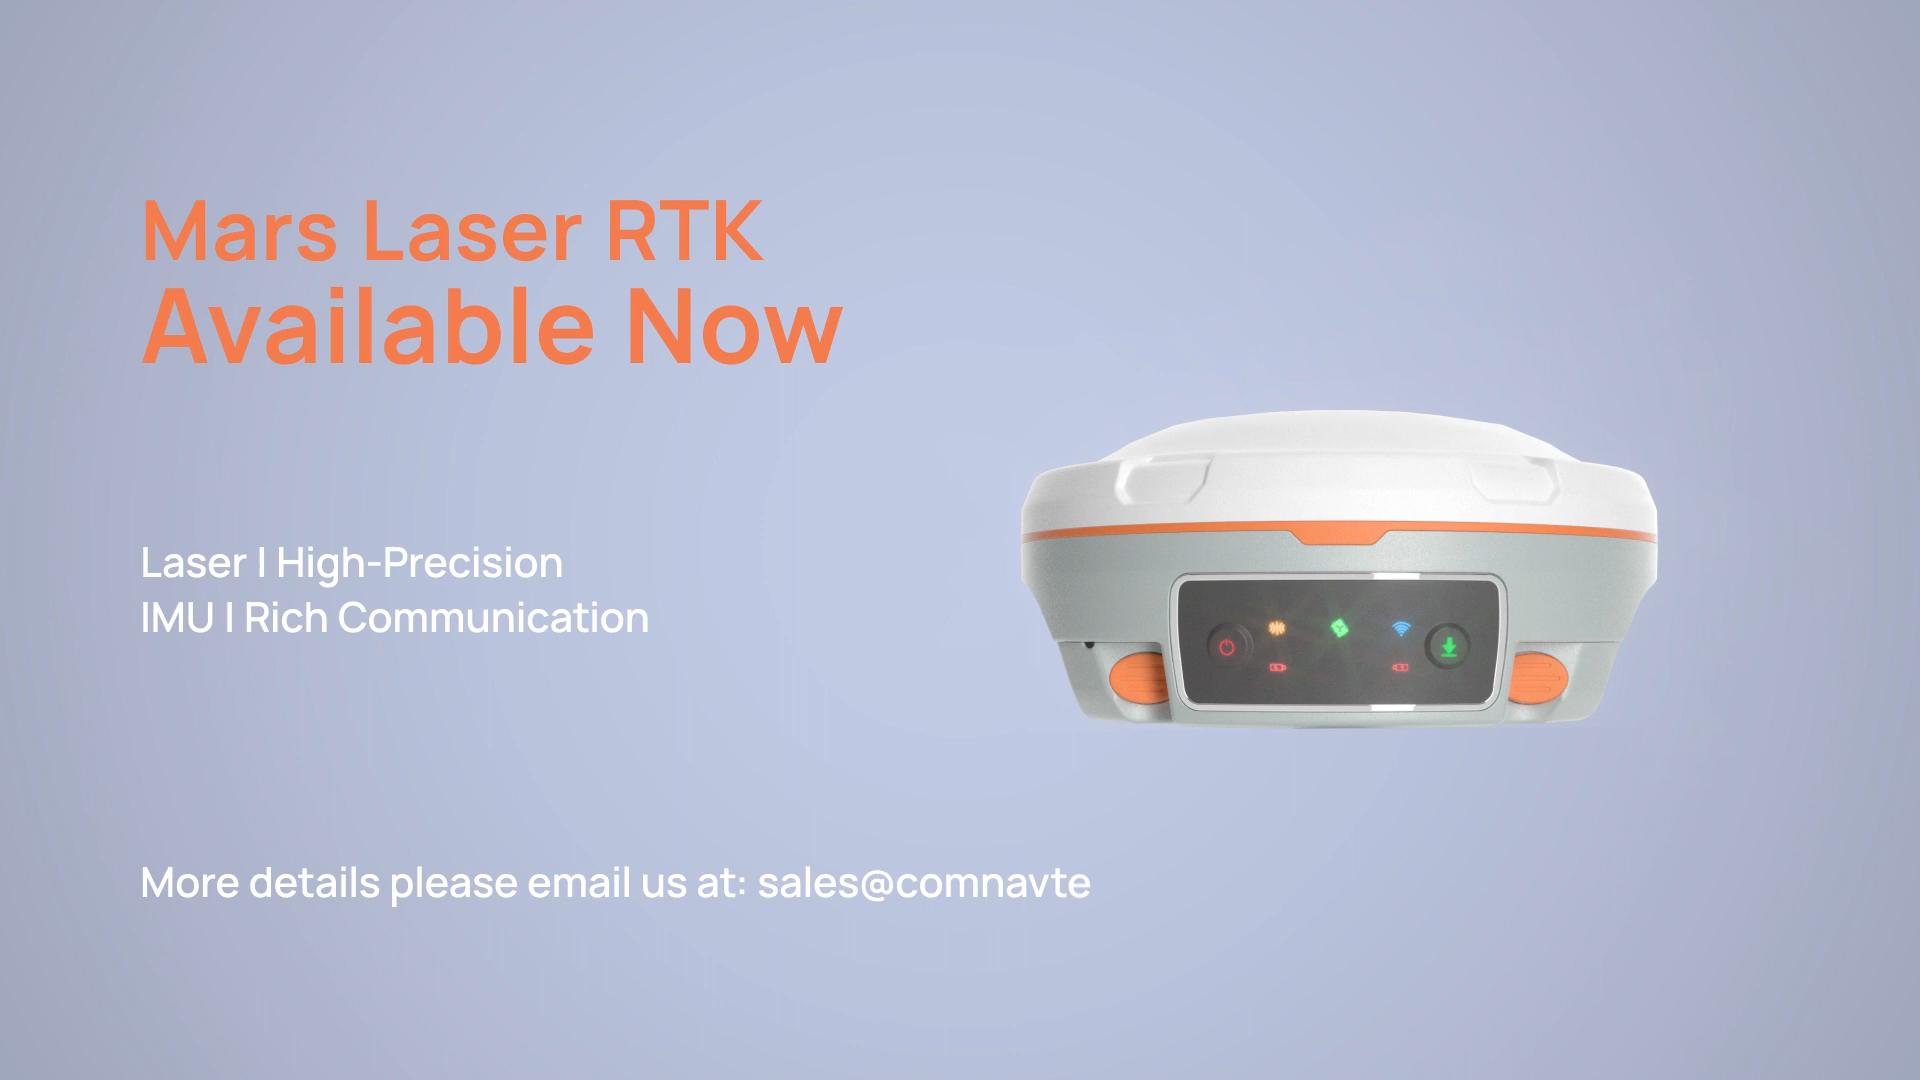 Mars Laser RTK
Available Now
Laser | High-Precision
IMU | Rich Communication
More details please email us at: sales@comnavte